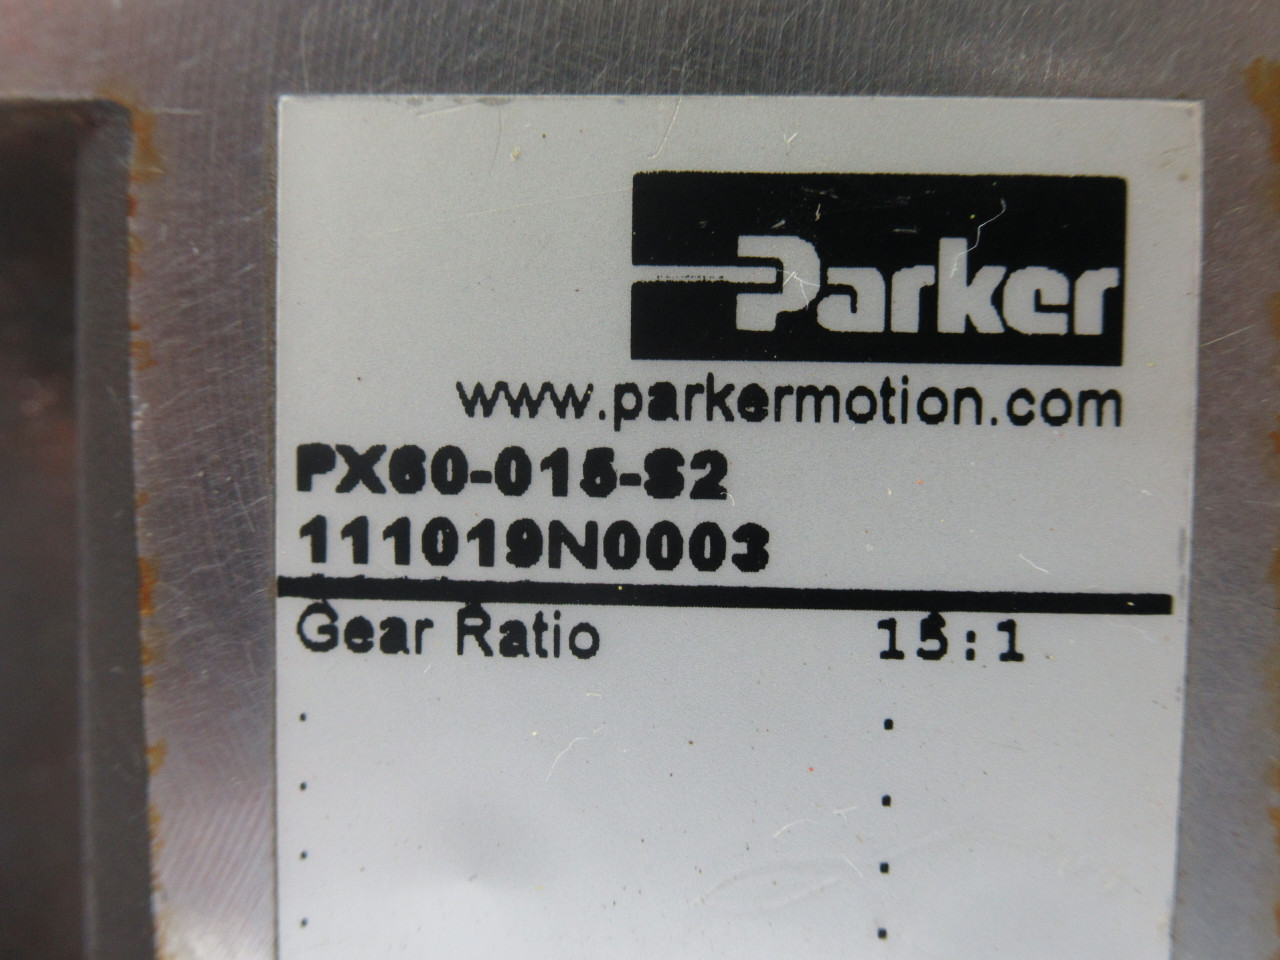 Parker
www.parkermotion.com
PX60-015-S2
111019N0003
Gear Ratio 15:1
. .
. .
. .
. .